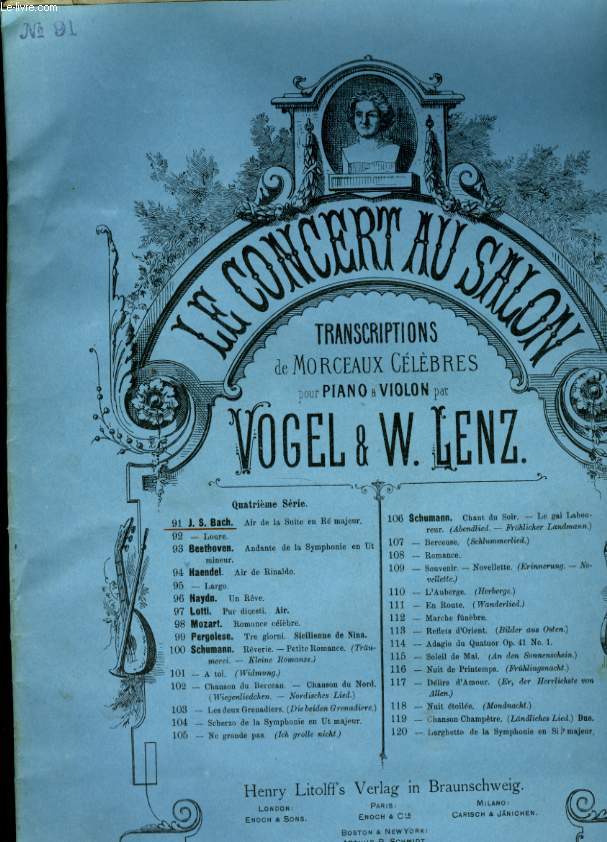 Le-livre.com
No 91
LE CONCERT AU SALON
TRANSCRIPTIONS
de MORCEAUX CÉLÈBRES
pour PIANO & VIOLON par
VOGEL & W. LENZ.
Quatrième Série.
91 J. S. Bach. Air de la Suite en Ré majeur.
92 — Loure.
93 Beethoven. Andante de la Symphonie en Ut
mineur.
94 Haendel. Air de Rinaldo.
95 — Largo.
96 Haydn. Un Rêve.
97 Lotti. Pur dicesti. Air.
98 Mozart. Romance célèbre.
99 Pergolese. Tre giorni. Sicilienne de Nina.
100 Schumann. Rêverie. — Petite Romance. (Träu-
merei. — Kleine Romanze.)
101 — A toi. (Widmung.)
102 — Chanson du Berceau. — Chanson du Nord.
(Wiegenliedchen. — Nordisches Lied.)
103 — Les deux Grenadiers. (Die beiden Grenadiere.)
104 — Scherzo de la Symphonie en Ut majeur.
105 — Ne gronde pas. (Ich grolle nicht.)
106 Schumann. Chant du Soir. — Le gai Labou-
reur. (Abendlied. — Fröhlicher Landmann.)
107 — Berceuse. (Schlummerlied.)
108 — Romance.
109 — Souvenir. — Novellette. (Erinnerung. — No-
vellette.)
110 — L'Auberge. (Herberge.)
111 — En Route. (Wanderlied.)
112 — Marche funèbre.
113 — Reflets d'Orient. (Bilder aus Osten.)
114 — Adagio du Quatuor Op. 41 No. 1.
115 — Soleil de Mai. (An den Sonnenschein.)
116 — Nuit de Printemps. (Frühlingsnacht.)
117 — Délire d'Amour. (Er, der Herrlichste von
Allen.)
118 — Nuit étoilée. (Mondnacht.)
119 — Chanson Champêtre. (Ländliches Lied.) Duo.
120 — Larghetto de la Symphonie en Si♭ majeur.
Henry Litolff's Verlag in Braunschweig.
LONDON: PARIS: MILANO:
ENOCH & SONS. ENOCH & Cie CARISCH & JÄNICHEN.
BOSTON & NEW YORK:
ARTHUR P. SCHMIDT